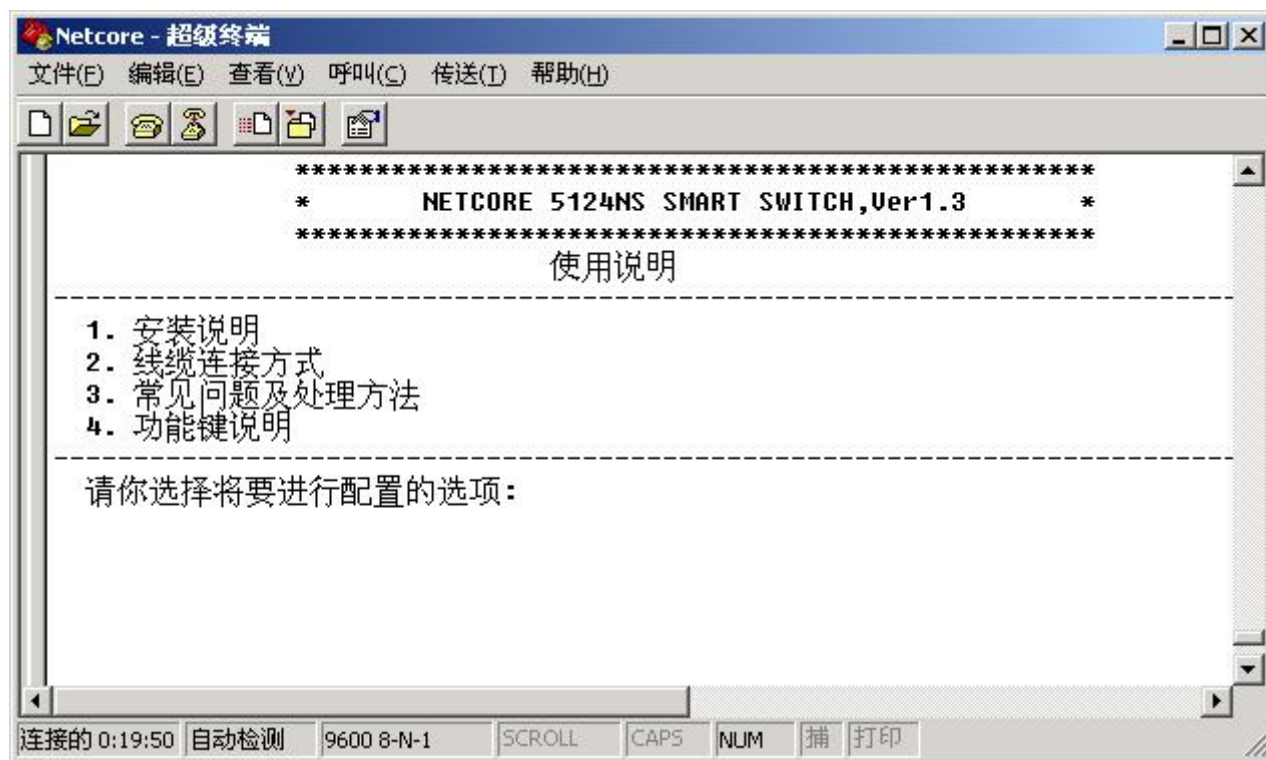 Netcore - 超级终端
文件(F) 编辑(E) 查看(V) 呼叫(C) 传送(T) 帮助(H)
**************************************************
* NETCORE 5124NS SMART SWITCH,Ver1.3 *
**************************************************
使用说明
--------------------------------------------------------------------------
1. 安装说明
2. 线缆连接方式
3. 常见问题及处理方法
4. 功能键说明
--------------------------------------------------------------------------
请你选择将要进行配置的选项:
连接的 0:19:50 自动检测 9600 8-N-1 SCROLL CAPS NUM 捕 打印